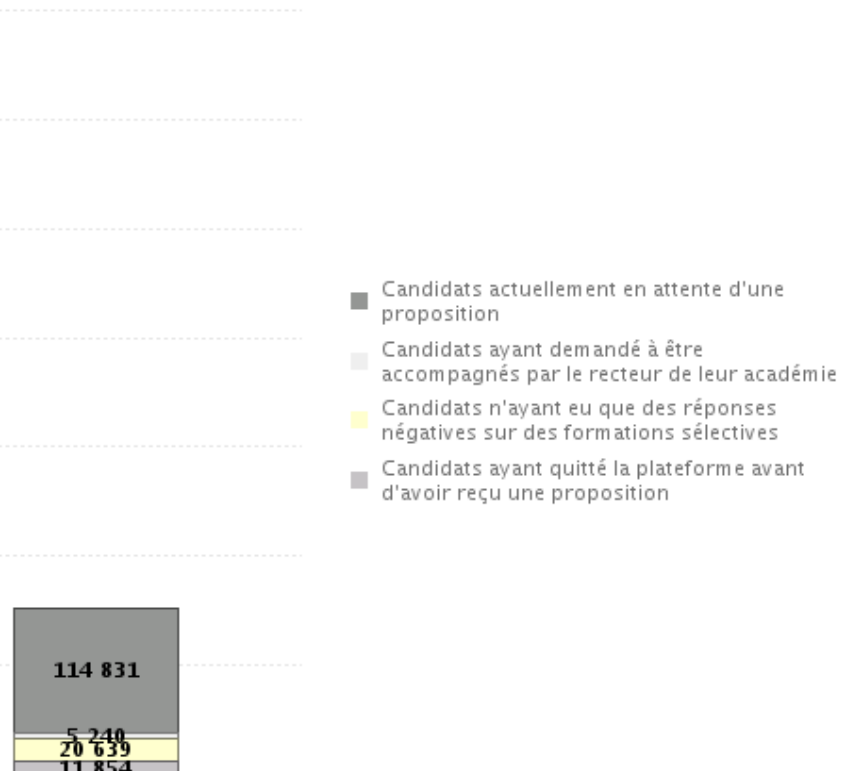 Candidats actuellement en attente d'une
proposition
Candidats ayant demandé à être
accompagnés par le recteur de leur académie
Candidats n'ayant eu que des réponses
négatives sur des formations sélectives
Candidats ayant quitté la plateforme avant
d'avoir reçu une proposition
114 831
5 240
20 639
11 854